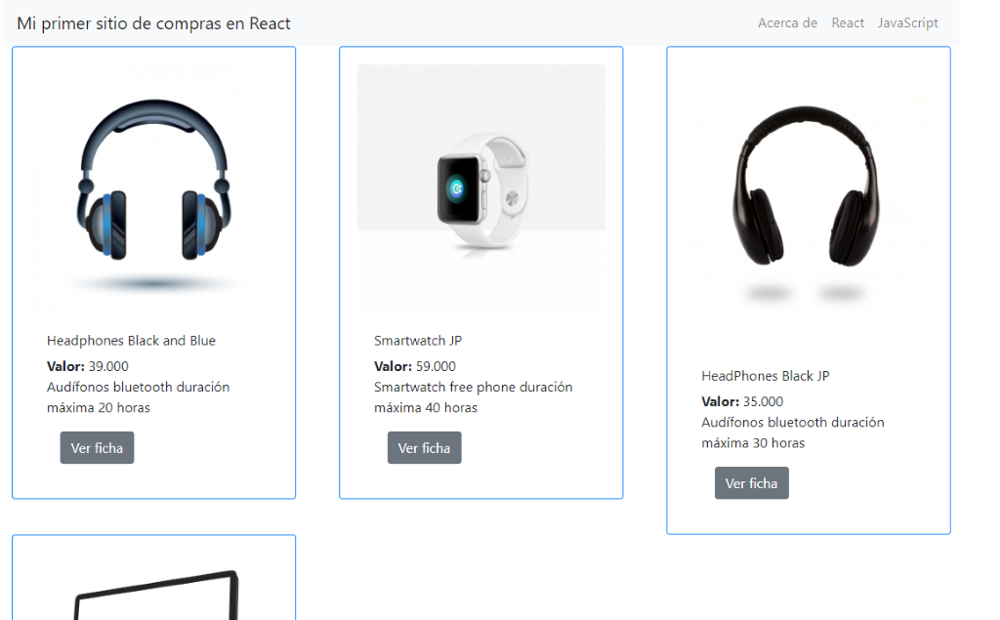 Mi primer sitio de compras en React
Acerca de React JavaScript
Headphones Black and Blue
Valor: 39.000
Audífonos bluetooth duración
máxima 20 horas
Ver ficha
Smartwatch JP
Valor: 59.000
Smartwatch free phone duración
máxima 40 horas
Ver ficha
HeadPhones Black JP
Valor: 35.000
Audífonos bluetooth duración
máxima 30 horas
Ver ficha